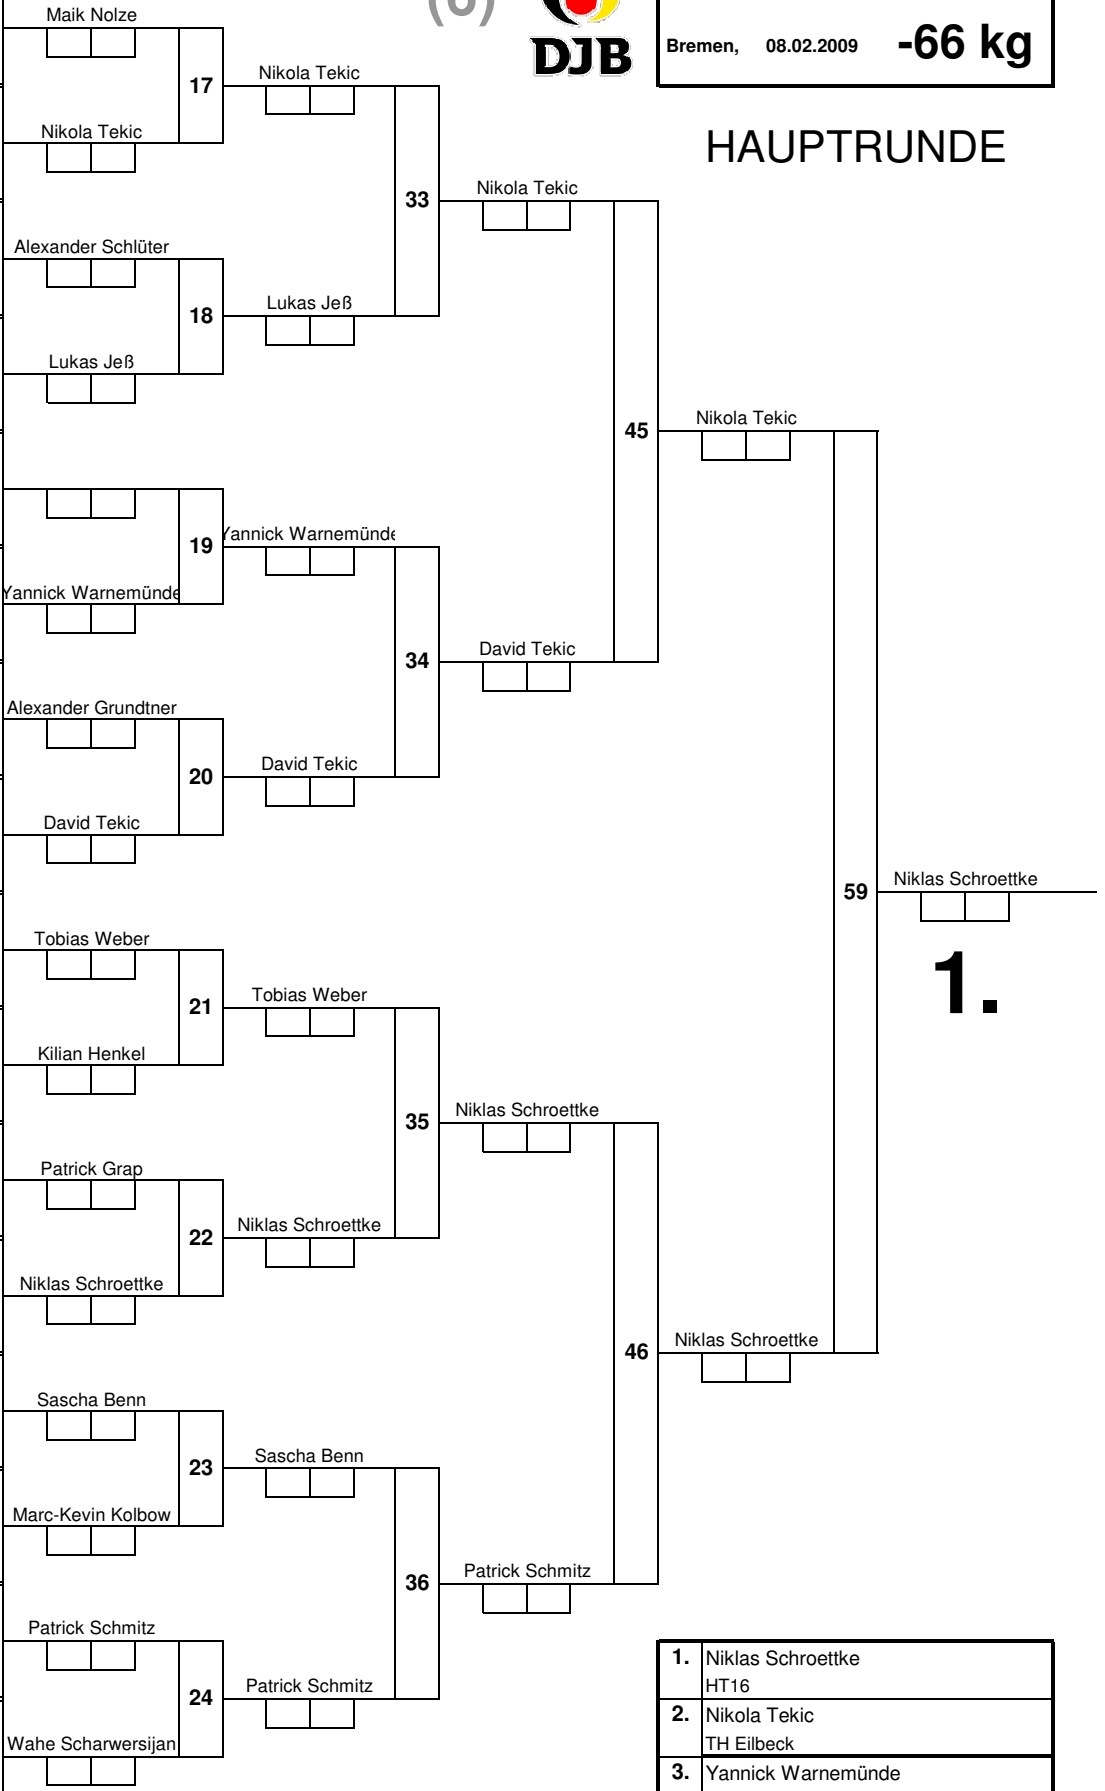 Maik Nolze
(6)
DJB
Bremen, 08.02.2009 -66 kg
17
Nikola Tekic
Nikola Tekic
HAUPTRUNDE
33
Nikola Tekic
Alexander Schlüter
18
Lukas Jeß
Lukas Jeß
45
Nikola Tekic
19
Yannick Warnemünde
Yannick Warnemünde
34
David Tekic
Alexander Grundtner
20
David Tekic
David Tekic
59
Niklas Schroettke
1.
Tobias Weber
21
Tobias Weber
Kilian Henkel
35
Niklas Schroettke
Patrick Grap
22
Niklas Schroettke
Niklas Schroettke
46
Niklas Schroettke
Sascha Benn
23
Sascha Benn
Marc-Kevin Kolbow
36
Patrick Schmitz
Patrick Schmitz
24
Patrick Schmitz
Wahe Scharwersijan
1. Niklas Schroettke
HT16
2. Nikola Tekic
TH Eilbeck
3. Yannick Warnemünde